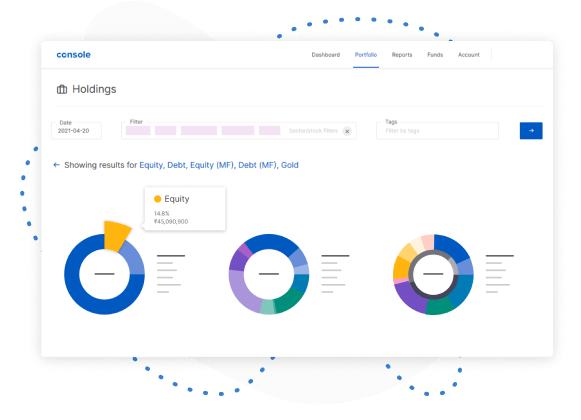 console
Dashboard Portfolio Reports Funds Account
Holdings
Date Filter Tags
2021-04-20 Sector/stock filters Filter by tags
← Showing results for Equity, Debt, Equity (MF), Debt (MF), Gold
Equity
14.8%
₹45,090,900